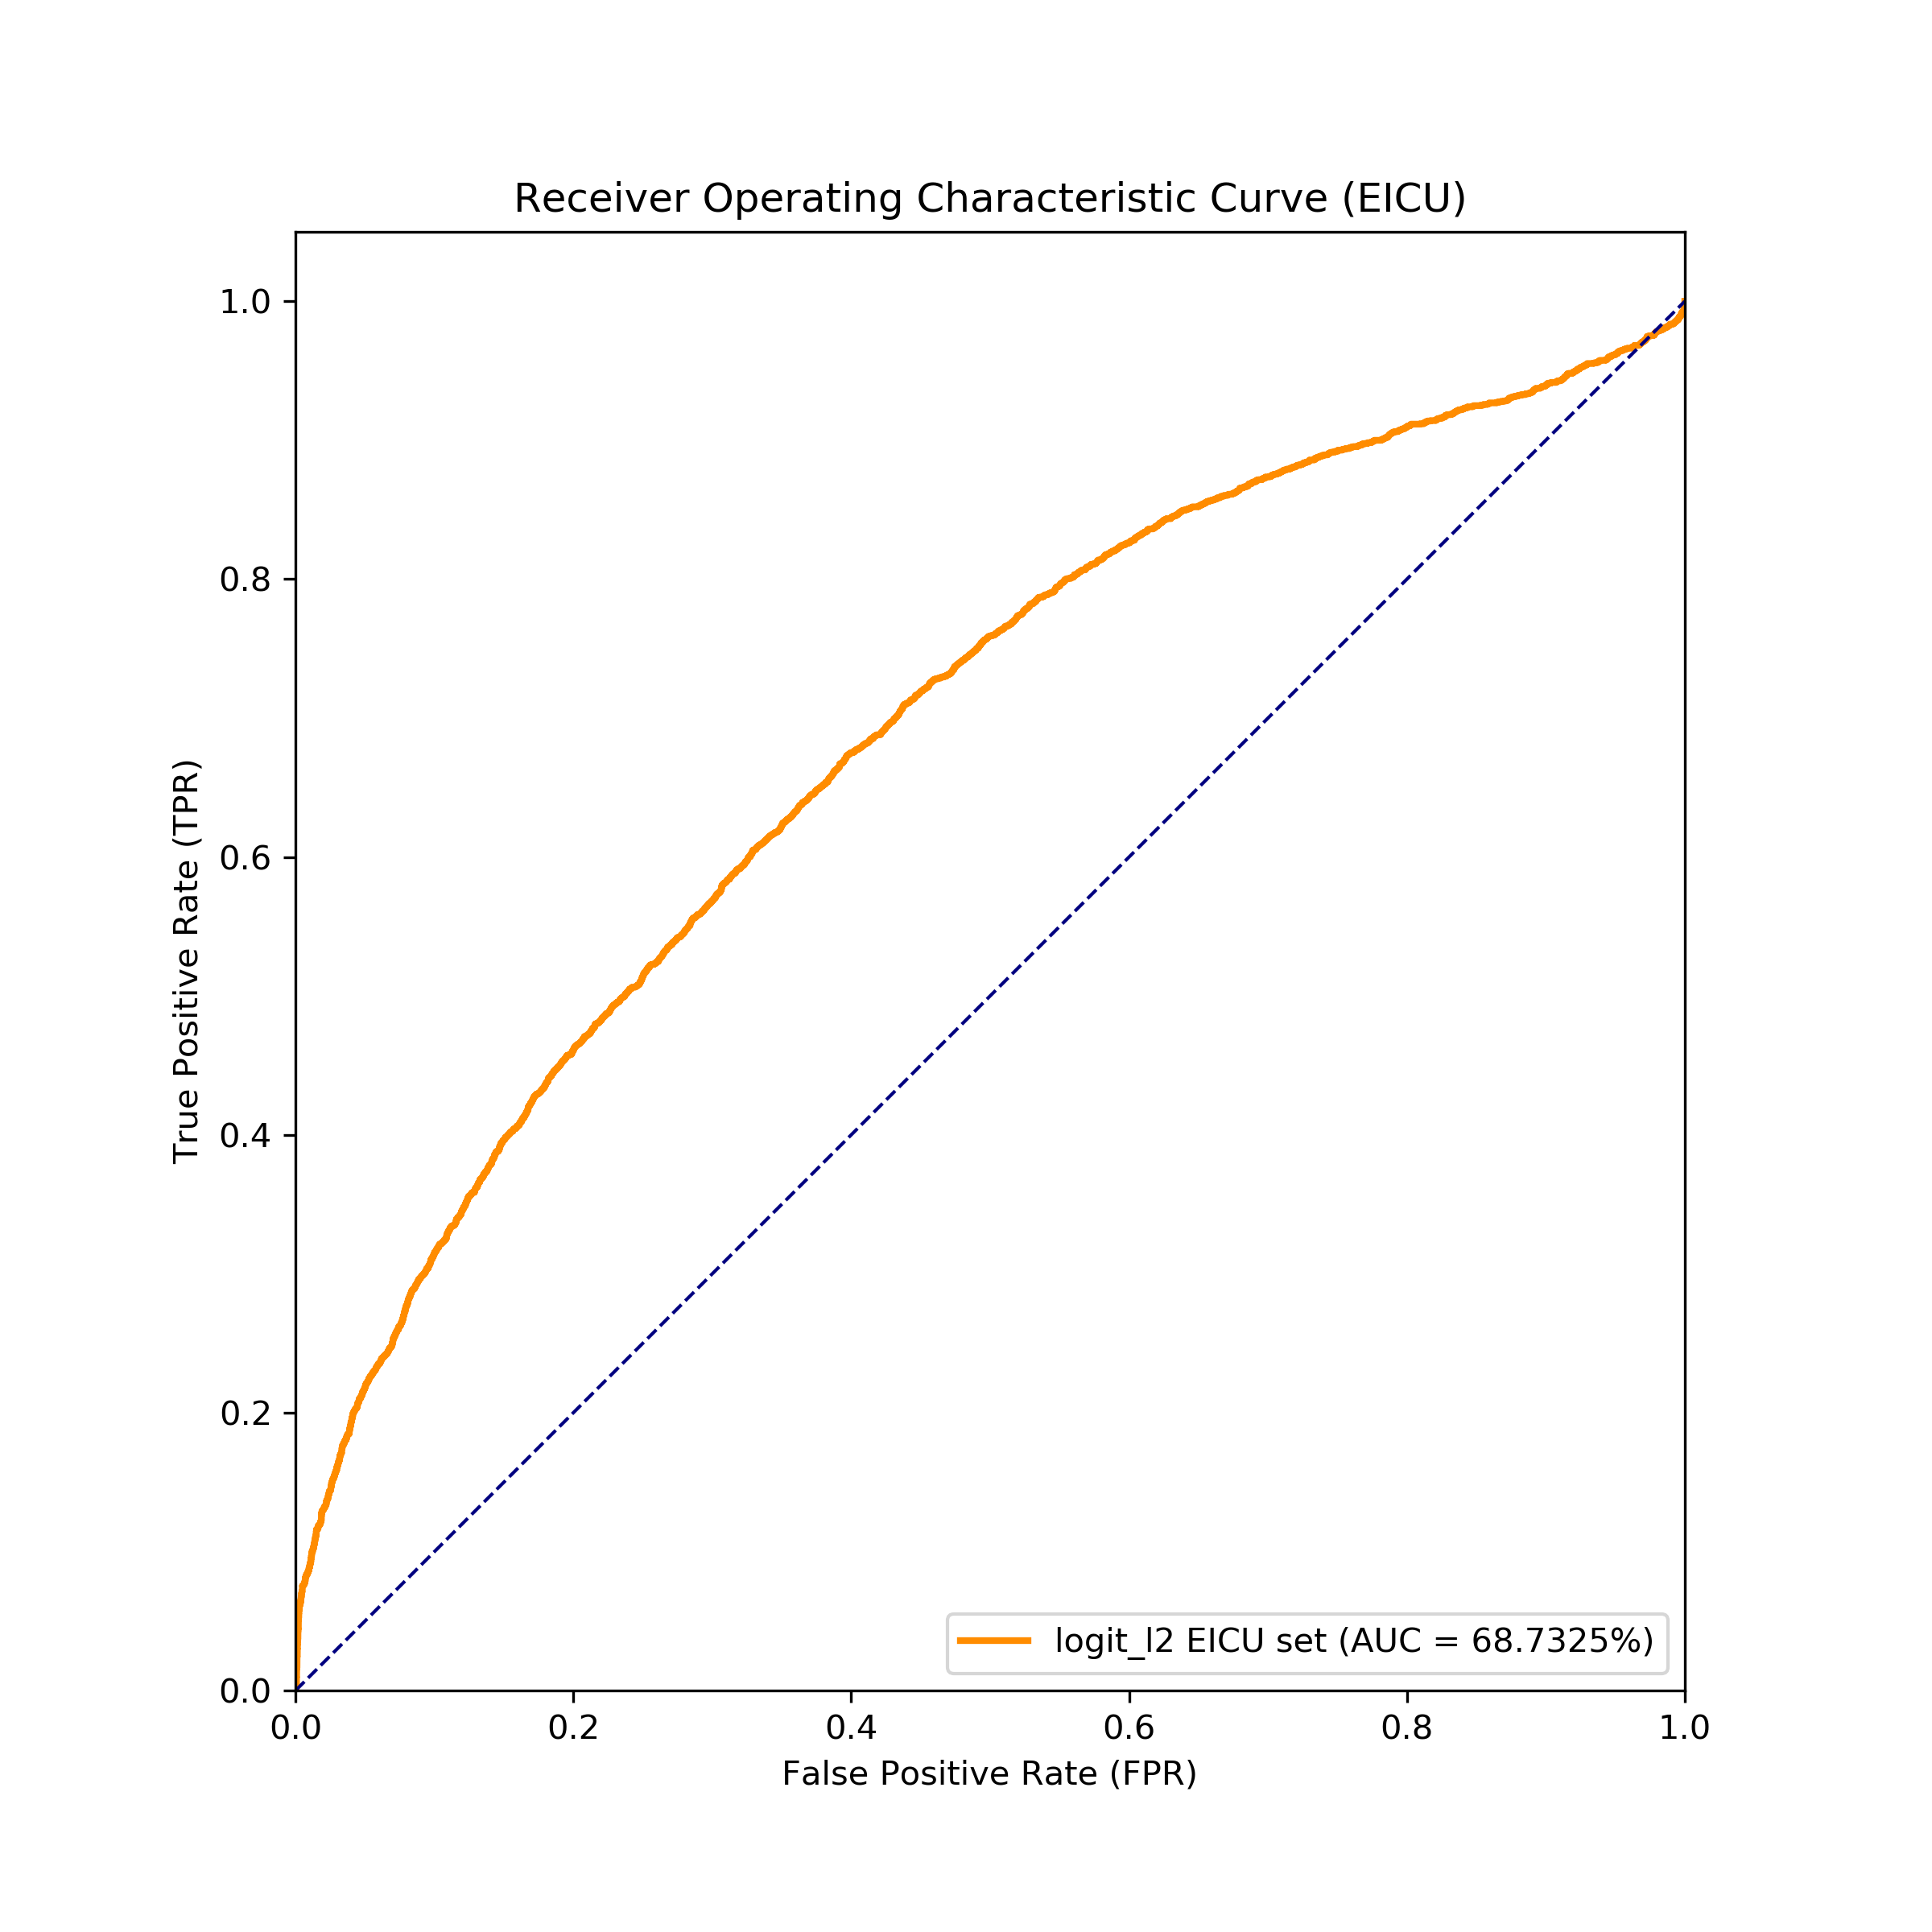 Receiver Operating Characteristic Curve (EICU)
1.0
0.8
0.6
0.4
0.2
0.0
True Positive Rate (TPR)
logit_l2 EICU set (AUC = 68.7325%)
0.0 0.2 0.4 0.6 0.8 1.0
False Positive Rate (FPR)